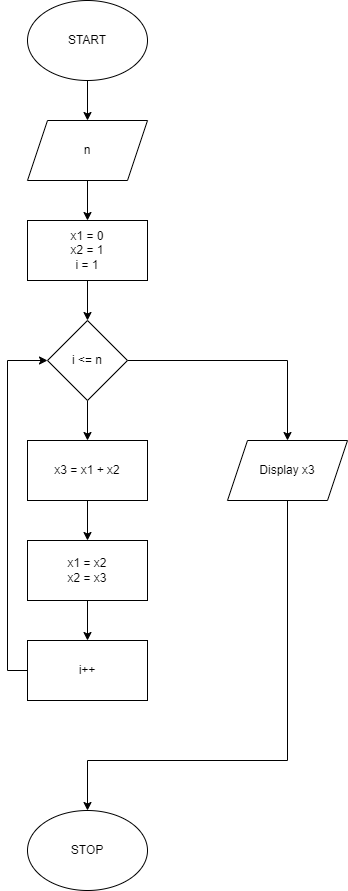 START
n
x1 = 0
x2 = 1
i = 1
i <= n
x3 = x1 + x2
Display x3
x1 = x2
x2 = x3
i++
STOP